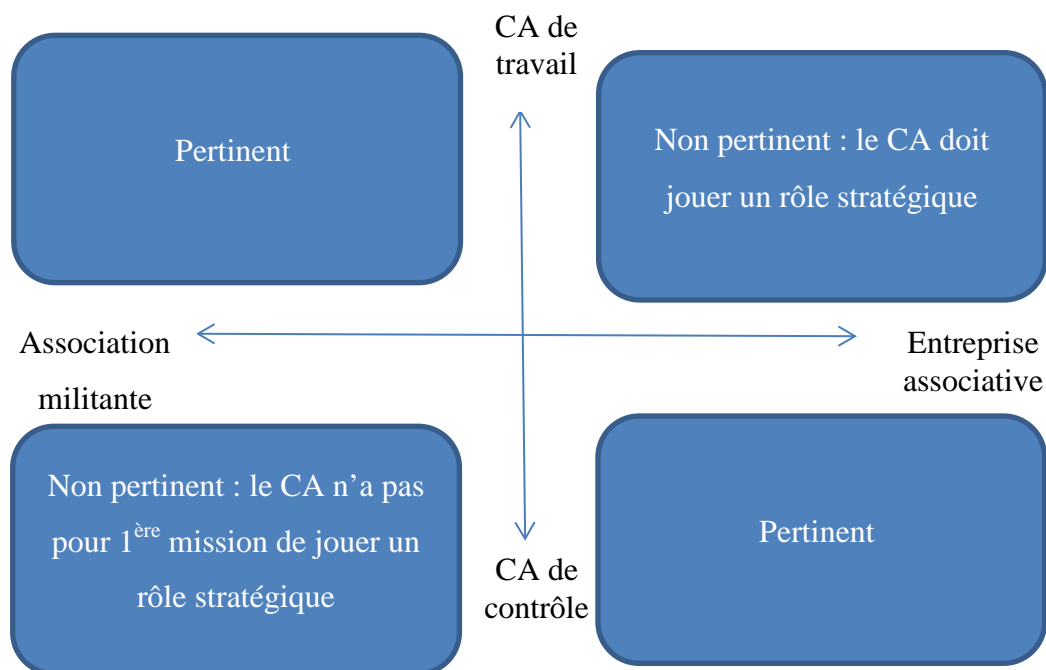 CA de
travail
Pertinent
Non pertinent : le CA doit
jouer un rôle stratégique
Association
militante
Entreprise
associative
Non pertinent : le CA n’a pas
pour 1ère mission de jouer un
rôle stratégique
CA de
contrôle
Pertinent